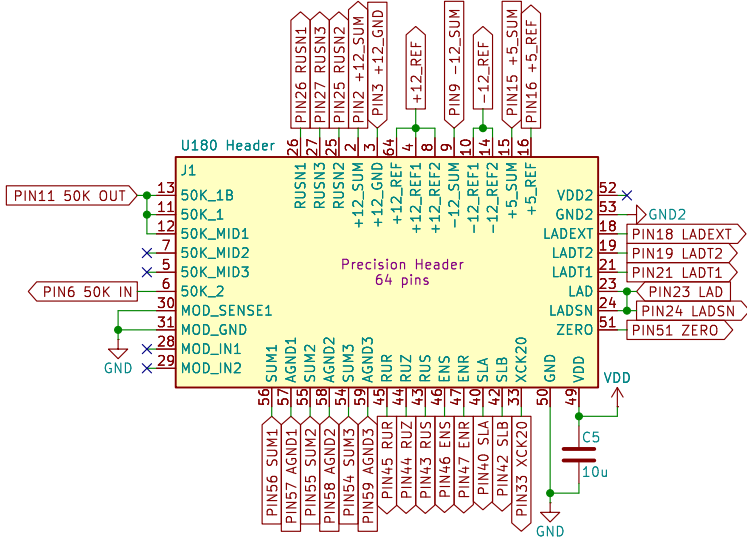 PIN26 RUSN1
PIN27 RUSN3
PIN25 RUSN2
PIN2 +12_SUM
PIN3 +12_GND
+12_REF
PIN9 -12_SUM
-12_REF
PIN15 +5_SUM
PIN16 +5_REF
U180 Header
26
27
25
2
3
64
4
8
9
10
14
15
16
J1
RUSN1
RUSN3
RUSN2
+12_SUM
+12_GND
+12_REF
+12_REF1
+12_REF2
-12_SUM
-12_REF1
-12_REF2
+5_SUM
+5_REF
PIN11 50K OUT
13 50K_1B
11 50K_1
12 50K_MID1
7 50K_MID2
5 50K_MID3
PIN6 50K IN
6 50K_2
30 MOD_SENSE1
31 MOD_GND
28 MOD_IN1
29 MOD_IN2
GND
Precision Header
64 pins
VDD2 52
GND2 53 GND2
LADEXT 18 PIN18 LADEXT
LADT2 19 PIN19 LADT2
LADT1 21 PIN21 LADT1
LAD 23 PIN23 LAD
LADSN 24 PIN24 LADSN
ZERO 51 PIN51 ZERO
SUM1
AGND1
SUM2
AGND2
SUM3
AGND3
RUR
RUZ
RUS
ENS
ENR
SLA
SLB
XCK20
GND
VDD
56
57
55
58
54
59
45
44
43
46
47
40
42
33
50
49
VDD
PIN56 SUM1
PIN57 AGND1
PIN55 SUM2
PIN58 AGND2
PIN54 SUM3
PIN59 AGND3
PIN45 RUR
PIN44 RUZ
PIN43 RUS
PIN46 ENS
PIN47 ENR
PIN40 SLA
PIN42 SLB
PIN33 XCK20
C5
10u
GND